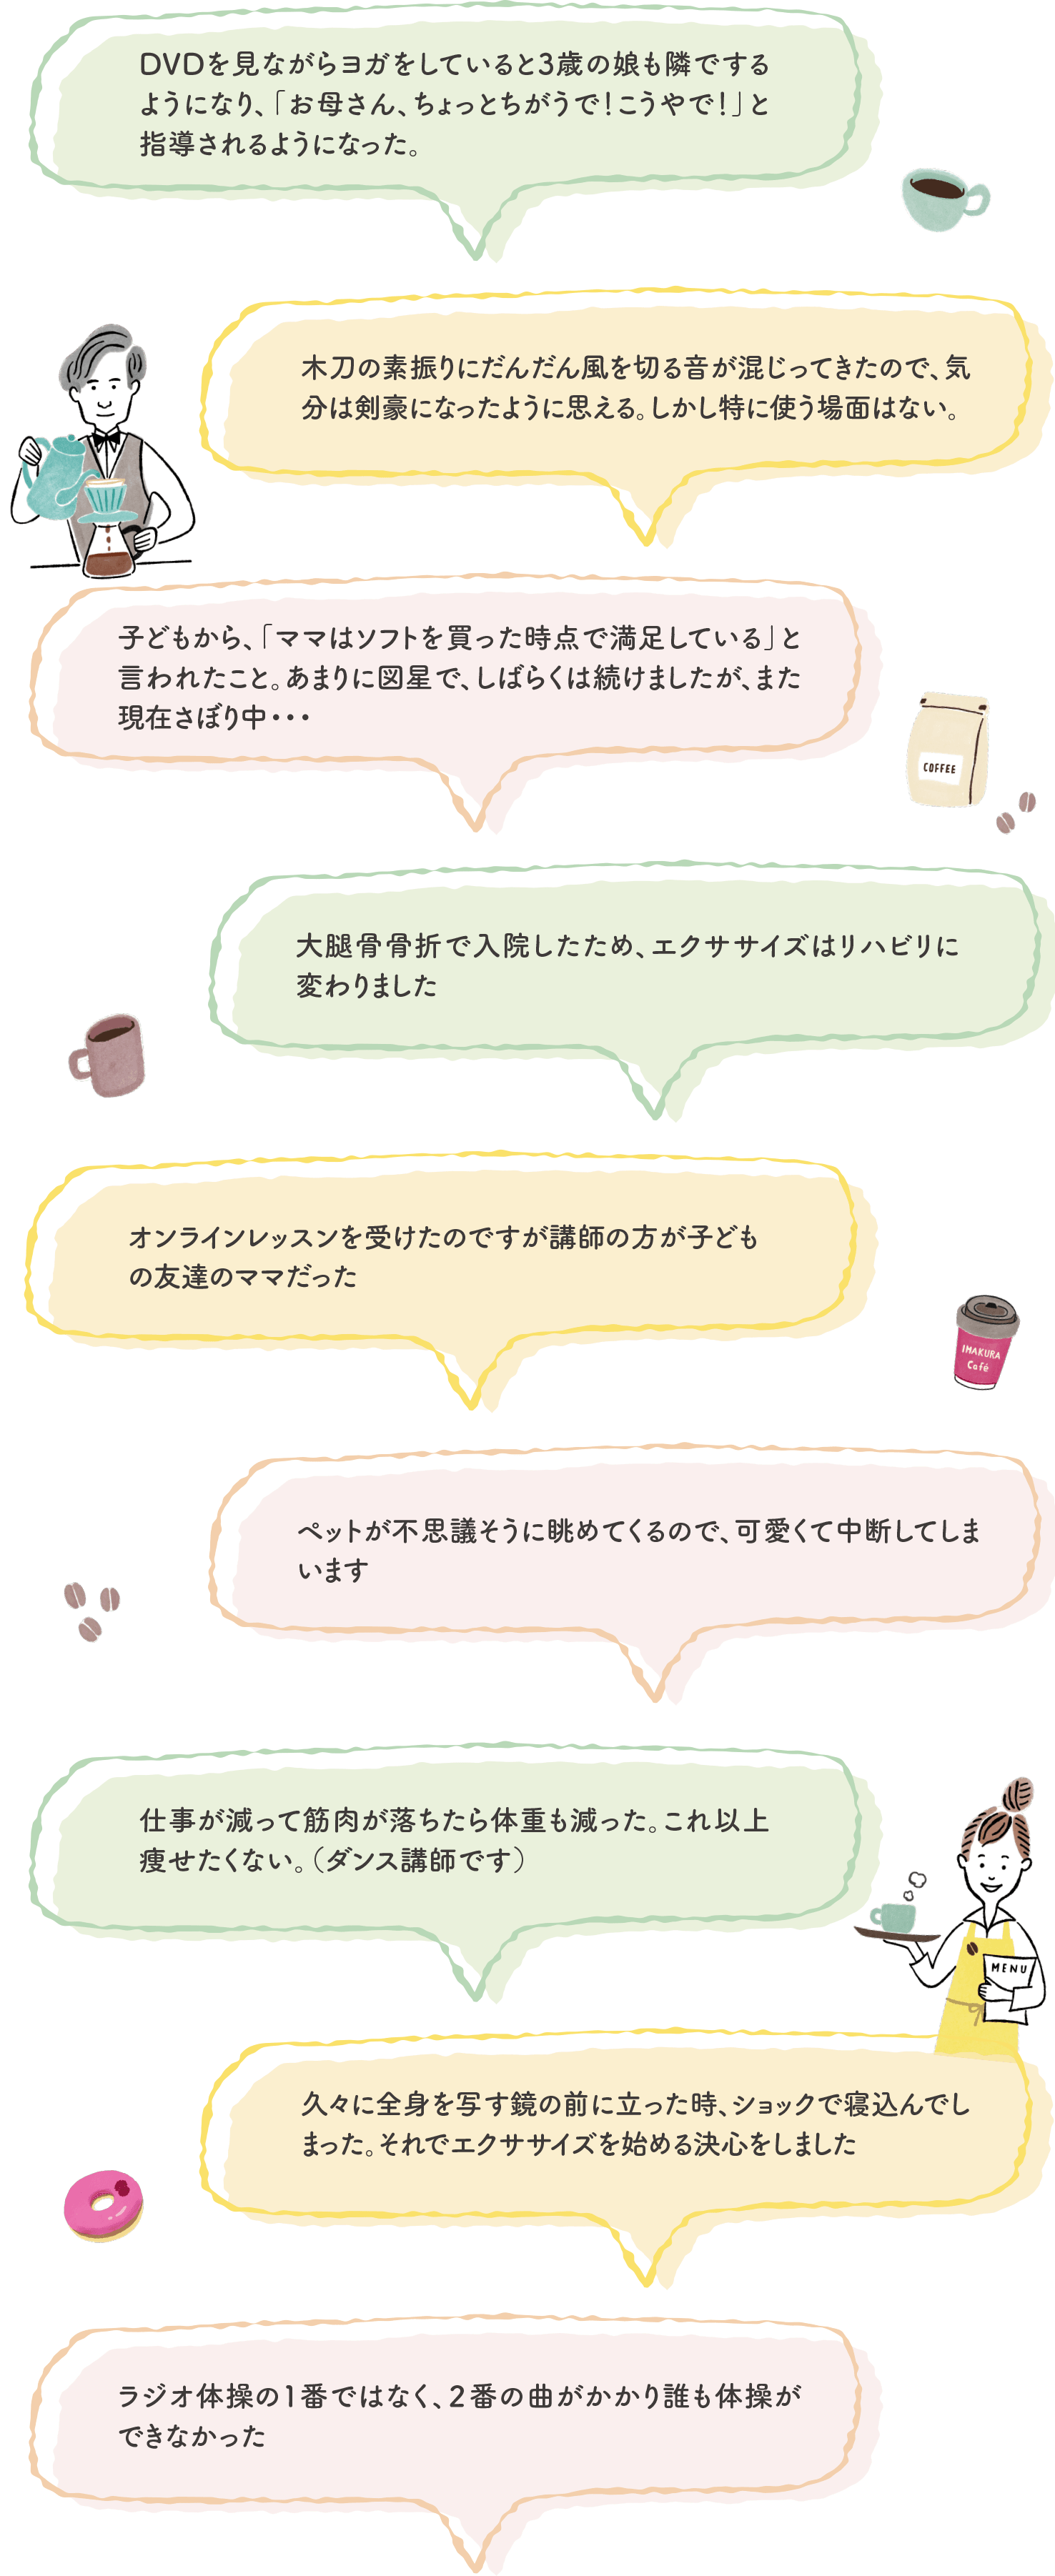 DVDを見ながらヨガをしていると3歳の娘も隣でする
ようになり、「お母さん、ちょっとちがうで！こうやで！」と
指導されるようになった。
木刀の素振りにだんだん風を切る音が混じってきたので、気
分は剣豪になったように思える。しかし特に使う場面はない。
子どもから、「ママはソフトを買った時点で満足している」と
言われたこと。あまりに図星で、しばらくは続けましたが、また
現在さぼり中・・・
COFFEE
大腿骨骨折で入院したため、エクササイズはリハビリに
変わりました
オンラインレッスンを受けたのですが講師の方が子ども
の友達のママだった
IMAKURA
Café
ペットが不思議そうに眺めてくるので、可愛くて中断してしま
います
仕事が減って筋肉が落ちたら体重も減った。これ以上
痩せたくない。（ダンス講師です）
MENU
久々に全身を写す鏡の前に立った時、ショックで寝込んでし
まった。それでエクササイズを始める決心をしました
ラジオ体操の1番ではなく、2番の曲がかかり誰も体操が
できなかった